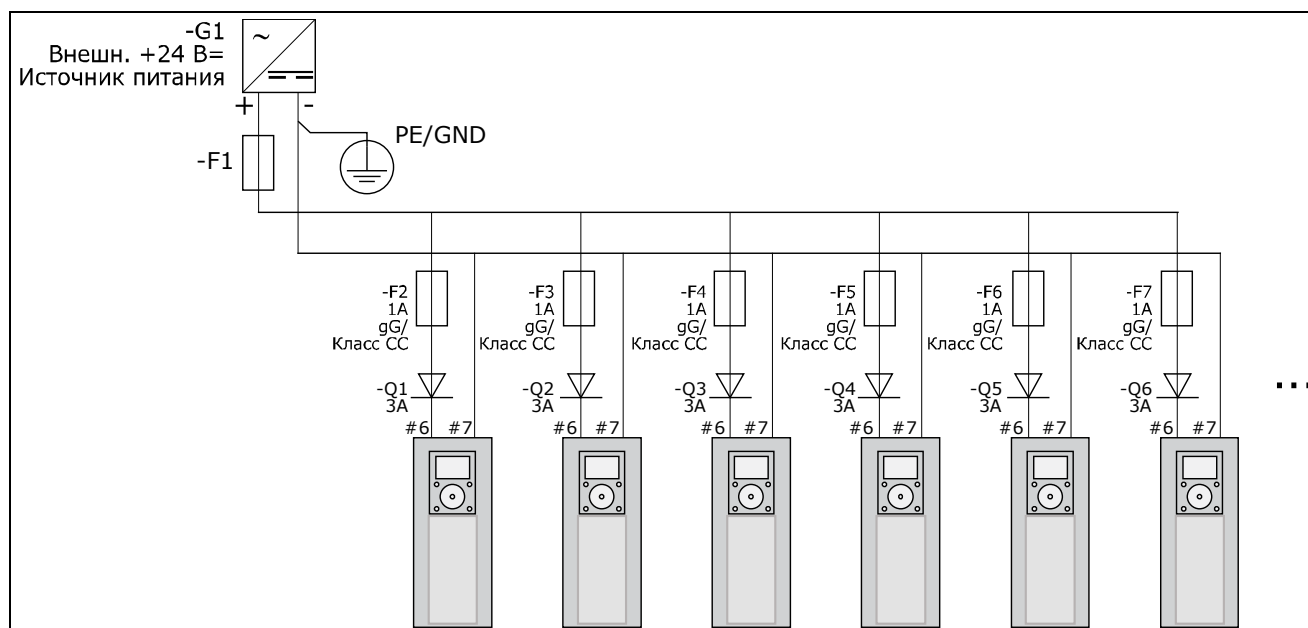 -G1
Внешн. +24 В=
Источник питания
~
+ -
PE/GND
-F1
-F2
1A
gG/
Класс CC
-F3
1A
gG/
Класс CC
-F4
1A
gG/
Класс CC
-F5
1A
gG/
Класс CC
-F6
1A
gG/
Класс CC
-F7
1A
gG/
Класс CC
-Q1
3A
-Q2
3A
-Q3
3A
-Q4
3A
-Q5
3A
-Q6
3A
...
#6 #7
#6 #7
#6 #7
#6 #7
#6 #7
#6 #7